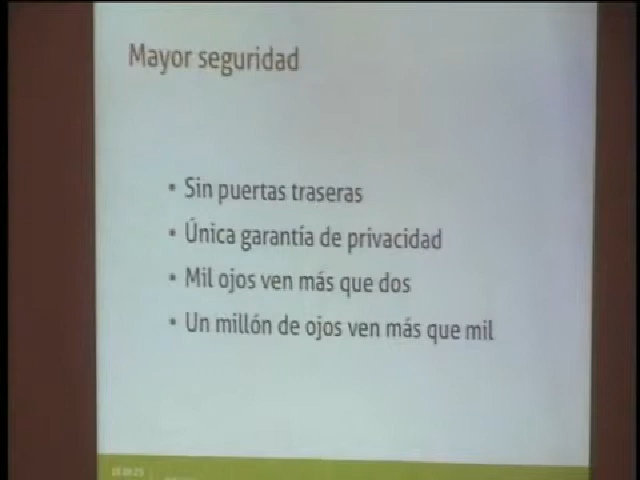 Mayor seguridad
• Sin puertas traseras
• Única garantía de privacidad
• Mil ojos ven más que dos
• Un millón de ojos ven más que mil